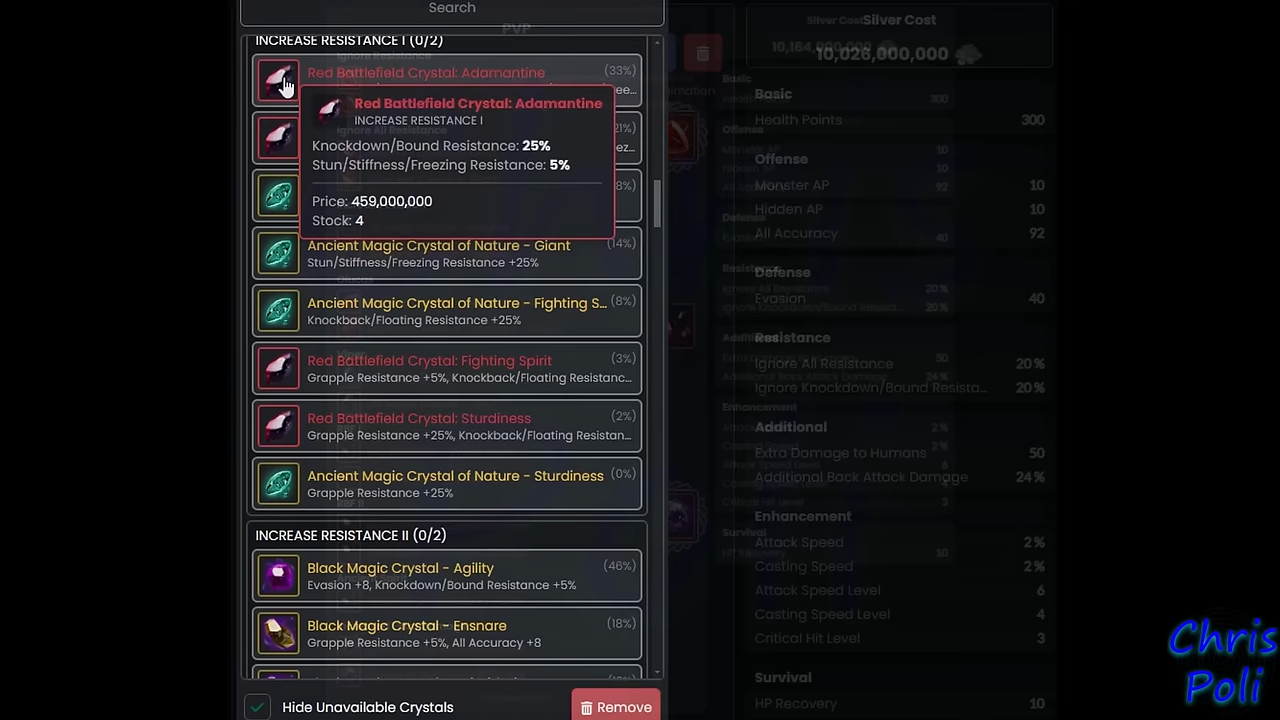 Search
INCREASE RESISTANCE I (0/2)
Red Battlefield Crystal: Adamantine (33%)
Red Battlefield Crystal: Adamantine
INCREASE RESISTANCE I
Knockdown/Bound Resistance: 25%
Stun/Stiffness/Freezing Resistance: 5%
Price: 459,000,000
Stock: 4
Ancient Magic Crystal of Nature - Giant (14%)
Stun/Stiffness/Freezing Resistance +25%
Ancient Magic Crystal of Nature - Fighting S... (8%)
Knockback/Floating Resistance +25%
Red Battlefield Crystal: Fighting Spirit (3%)
Grapple Resistance +5%, Knockback/Floating Resistanc...
Red Battlefield Crystal: Sturdiness (2%)
Grapple Resistance +25%, Knockback/Floating Resistan...
Ancient Magic Crystal of Nature - Sturdiness (0%)
Grapple Resistance +25%
INCREASE RESISTANCE II (0/2)
Black Magic Crystal - Agility (46%)
Evasion +8, Knockdown/Bound Resistance +5%
Black Magic Crystal - Ensnare (18%)
Grapple Resistance +5%, All Accuracy +8
Hide Unavailable Crystals
Remove
Silver Cost
10,026,000,000
Basic
Health Points 300
Offense
Monster AP 10
Hidden AP 10
All Accuracy 92
Defense
Evasion 40
Resistance
Ignore All Resistance 20%
Ignore Knockdown/Bound Resista... 20%
Additional
Extra Damage to Humans 50
Additional Back Attack Damage 24%
Enhancement
Attack Speed 2%
Casting Speed 2%
Attack Speed Level 6
Casting Speed Level 4
Critical Hit Level 3
Survival
HP Recovery 10
Chris
Poli